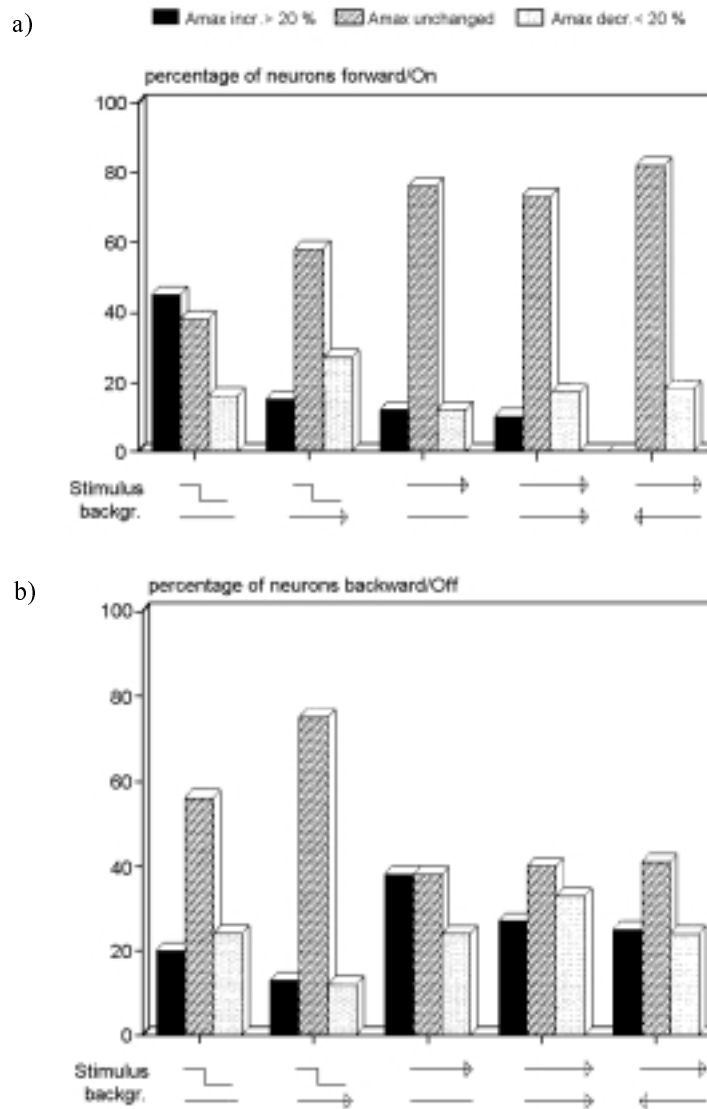 a)
Amax incr.> 20 % Amax unchanged Amax decr.< 20 %
percentage of neurons forward/On
100
80
60
40
20
0
Stimulus
backgr.
b)
percentage of neurons backward/Off
100
80
60
40
20
0
Stimulus
backgr.